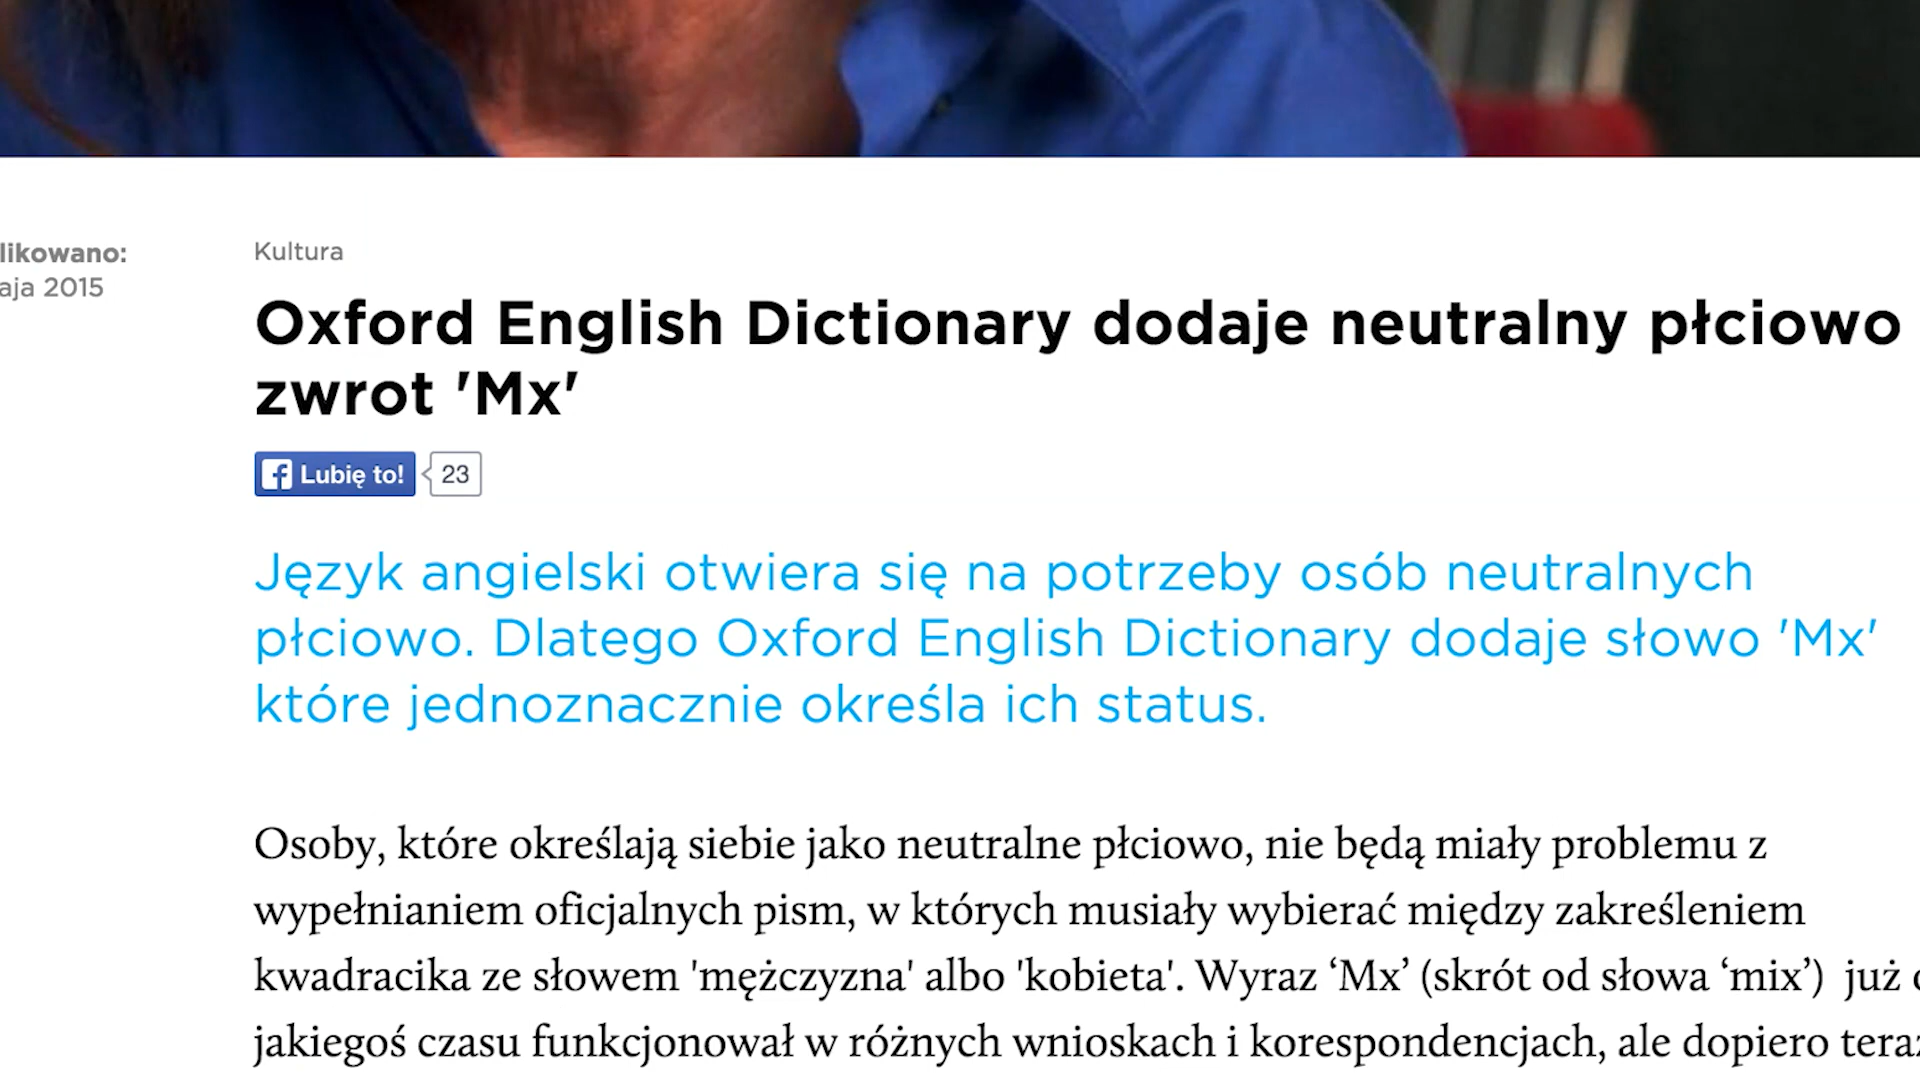 likowano:
aja 2015
Kultura
Oxford English Dictionary dodaje neutralny płciowo
zwrot 'Mx'
Lubię to!
23
Język angielski otwiera się na potrzeby osób neutralnych
płciowo. Dlatego Oxford English Dictionary dodaje słowo 'Mx'
które jednoznacznie określa ich status.
Osoby, które określają siebie jako neutralne płciowo, nie będą miały problemu z
wypełnianiem oficjalnych pism, w których musiały wybierać między zakreśleniem
kwadracika ze słowem 'mężczyzna' albo 'kobieta'. Wyraz ‘Mx’ (skrót od słowa ‘mix’) już
jakiegoś czasu funkcjonował w różnych wnioskach i korespondencjach, ale dopiero teraz